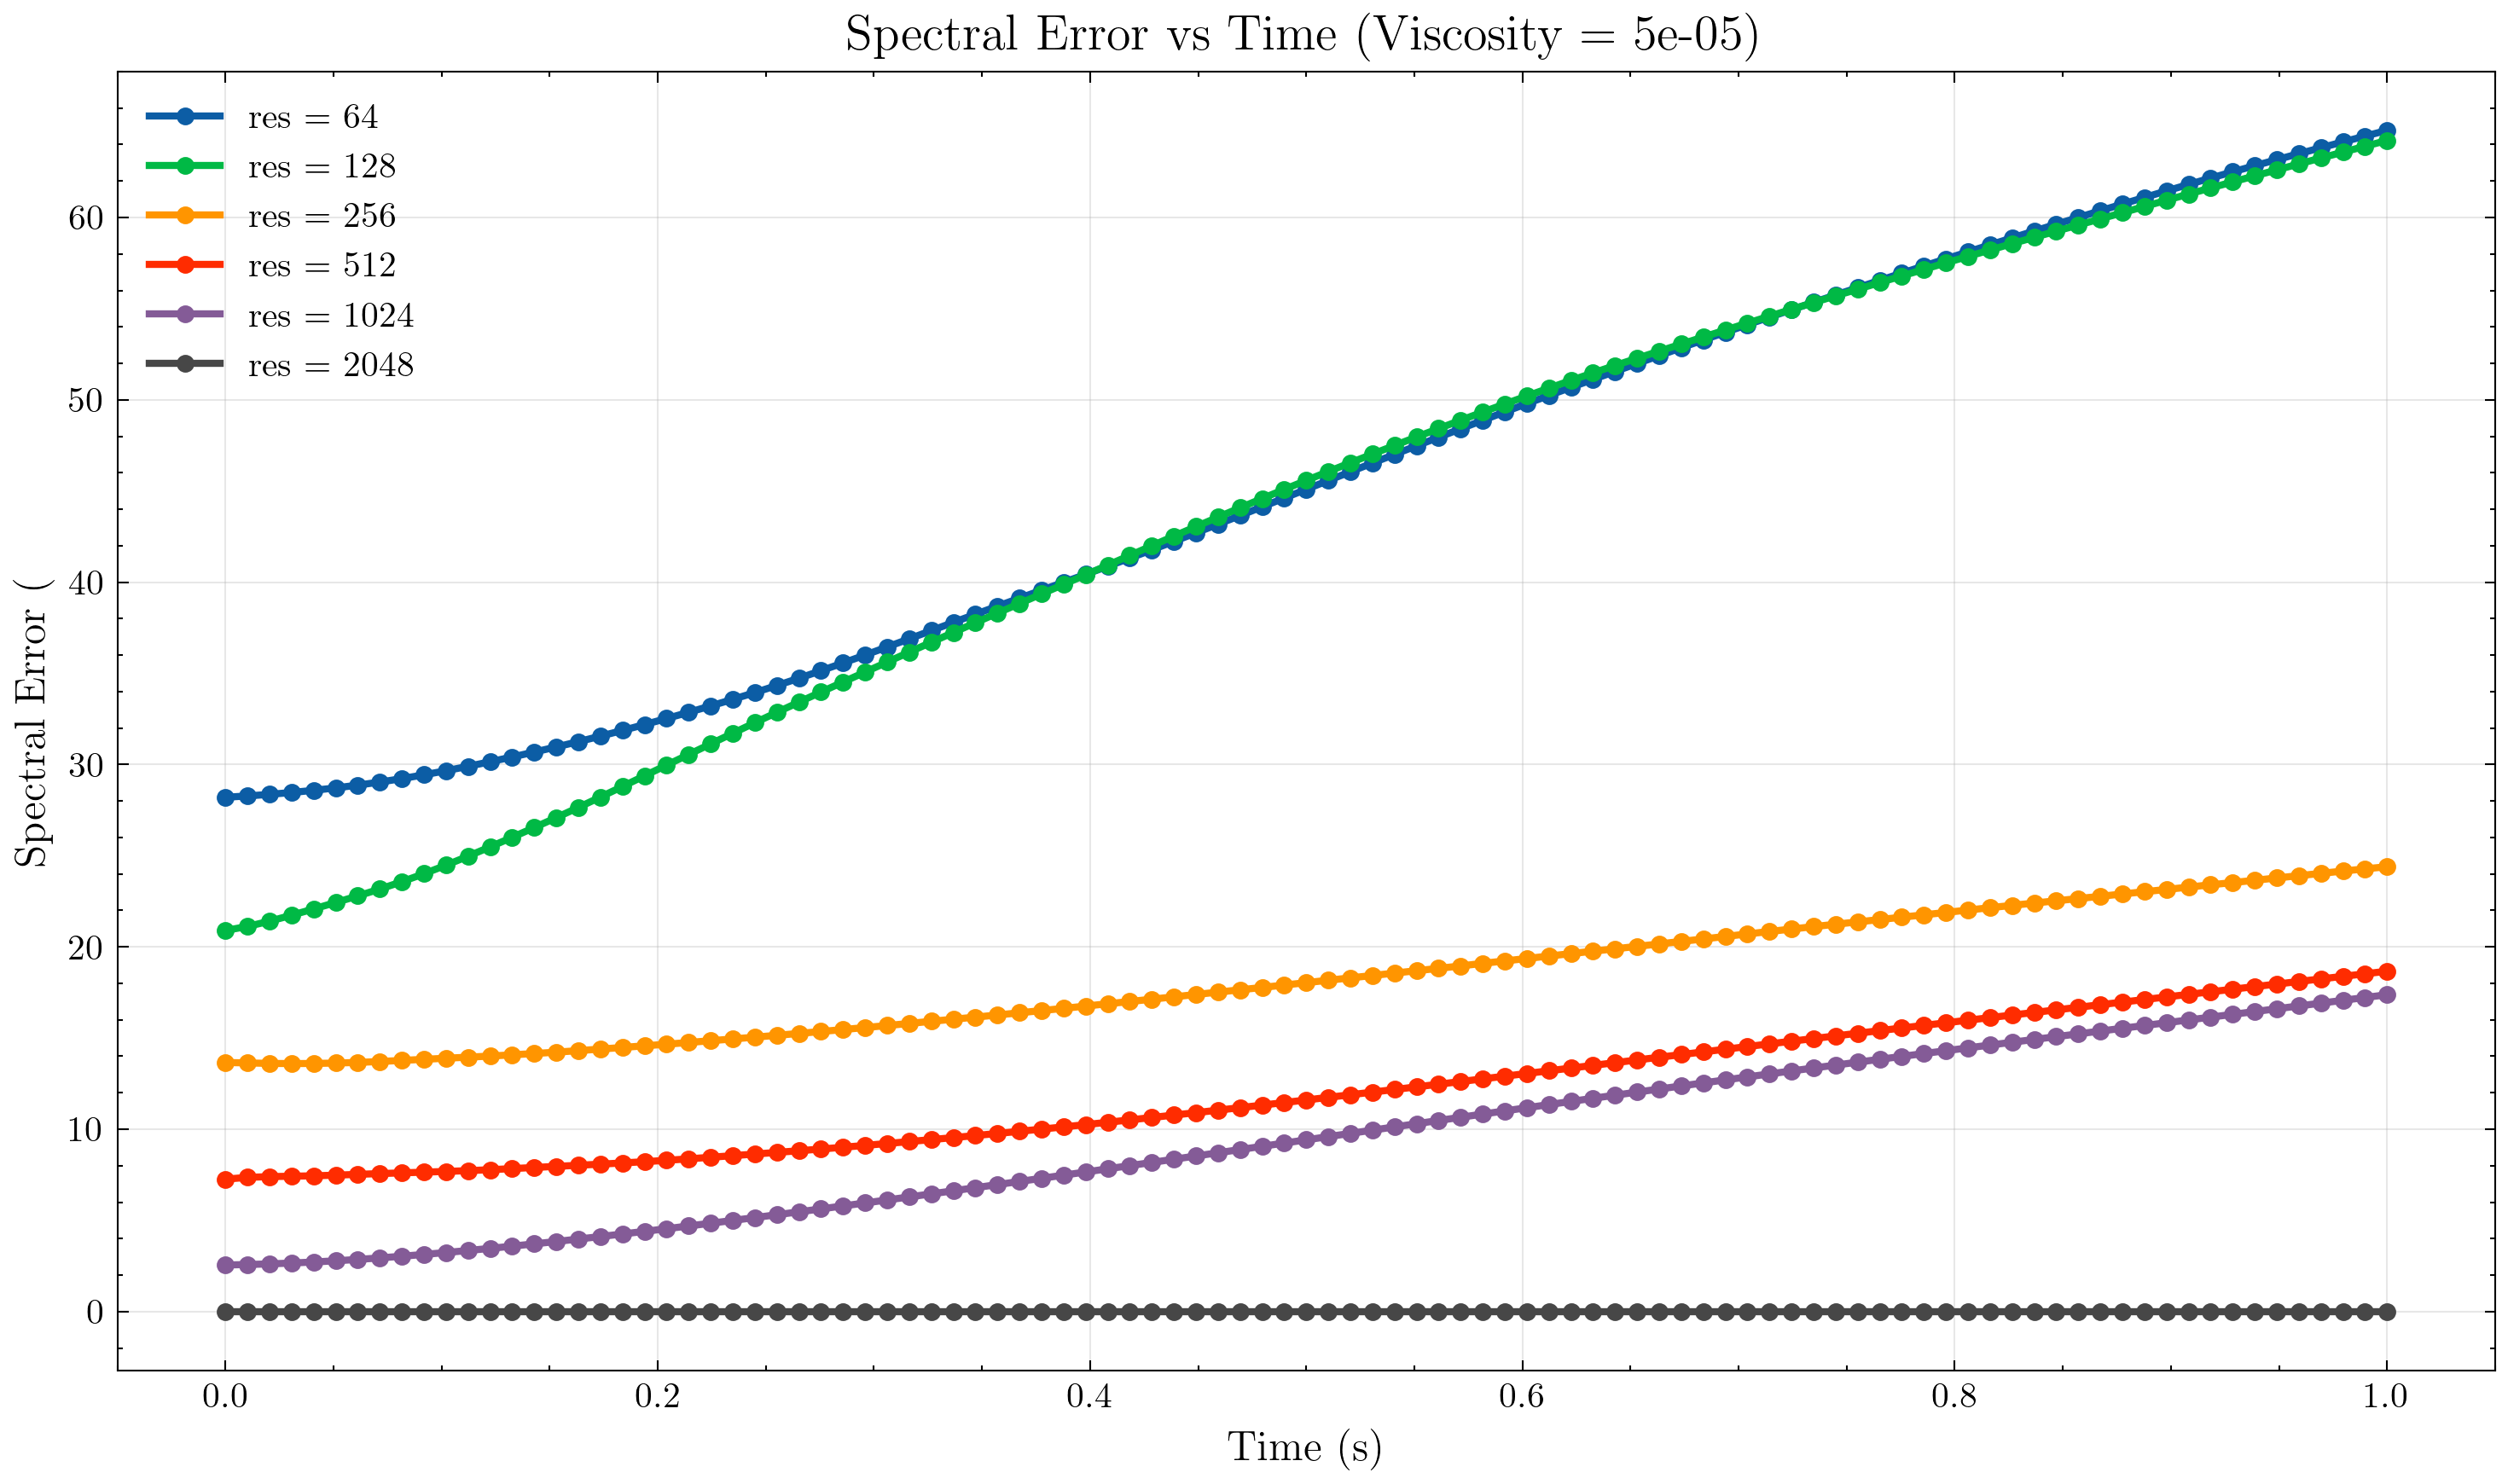 Spectral Error vs Time (Viscosity = 5e-05)
res = 64
res = 128
res = 256
res = 512
res = 1024
res = 2048
60
50
40
30
20
10
0
Spectral Error (
0.0 0.2 0.4 0.6 0.8 1.0
Time (s)